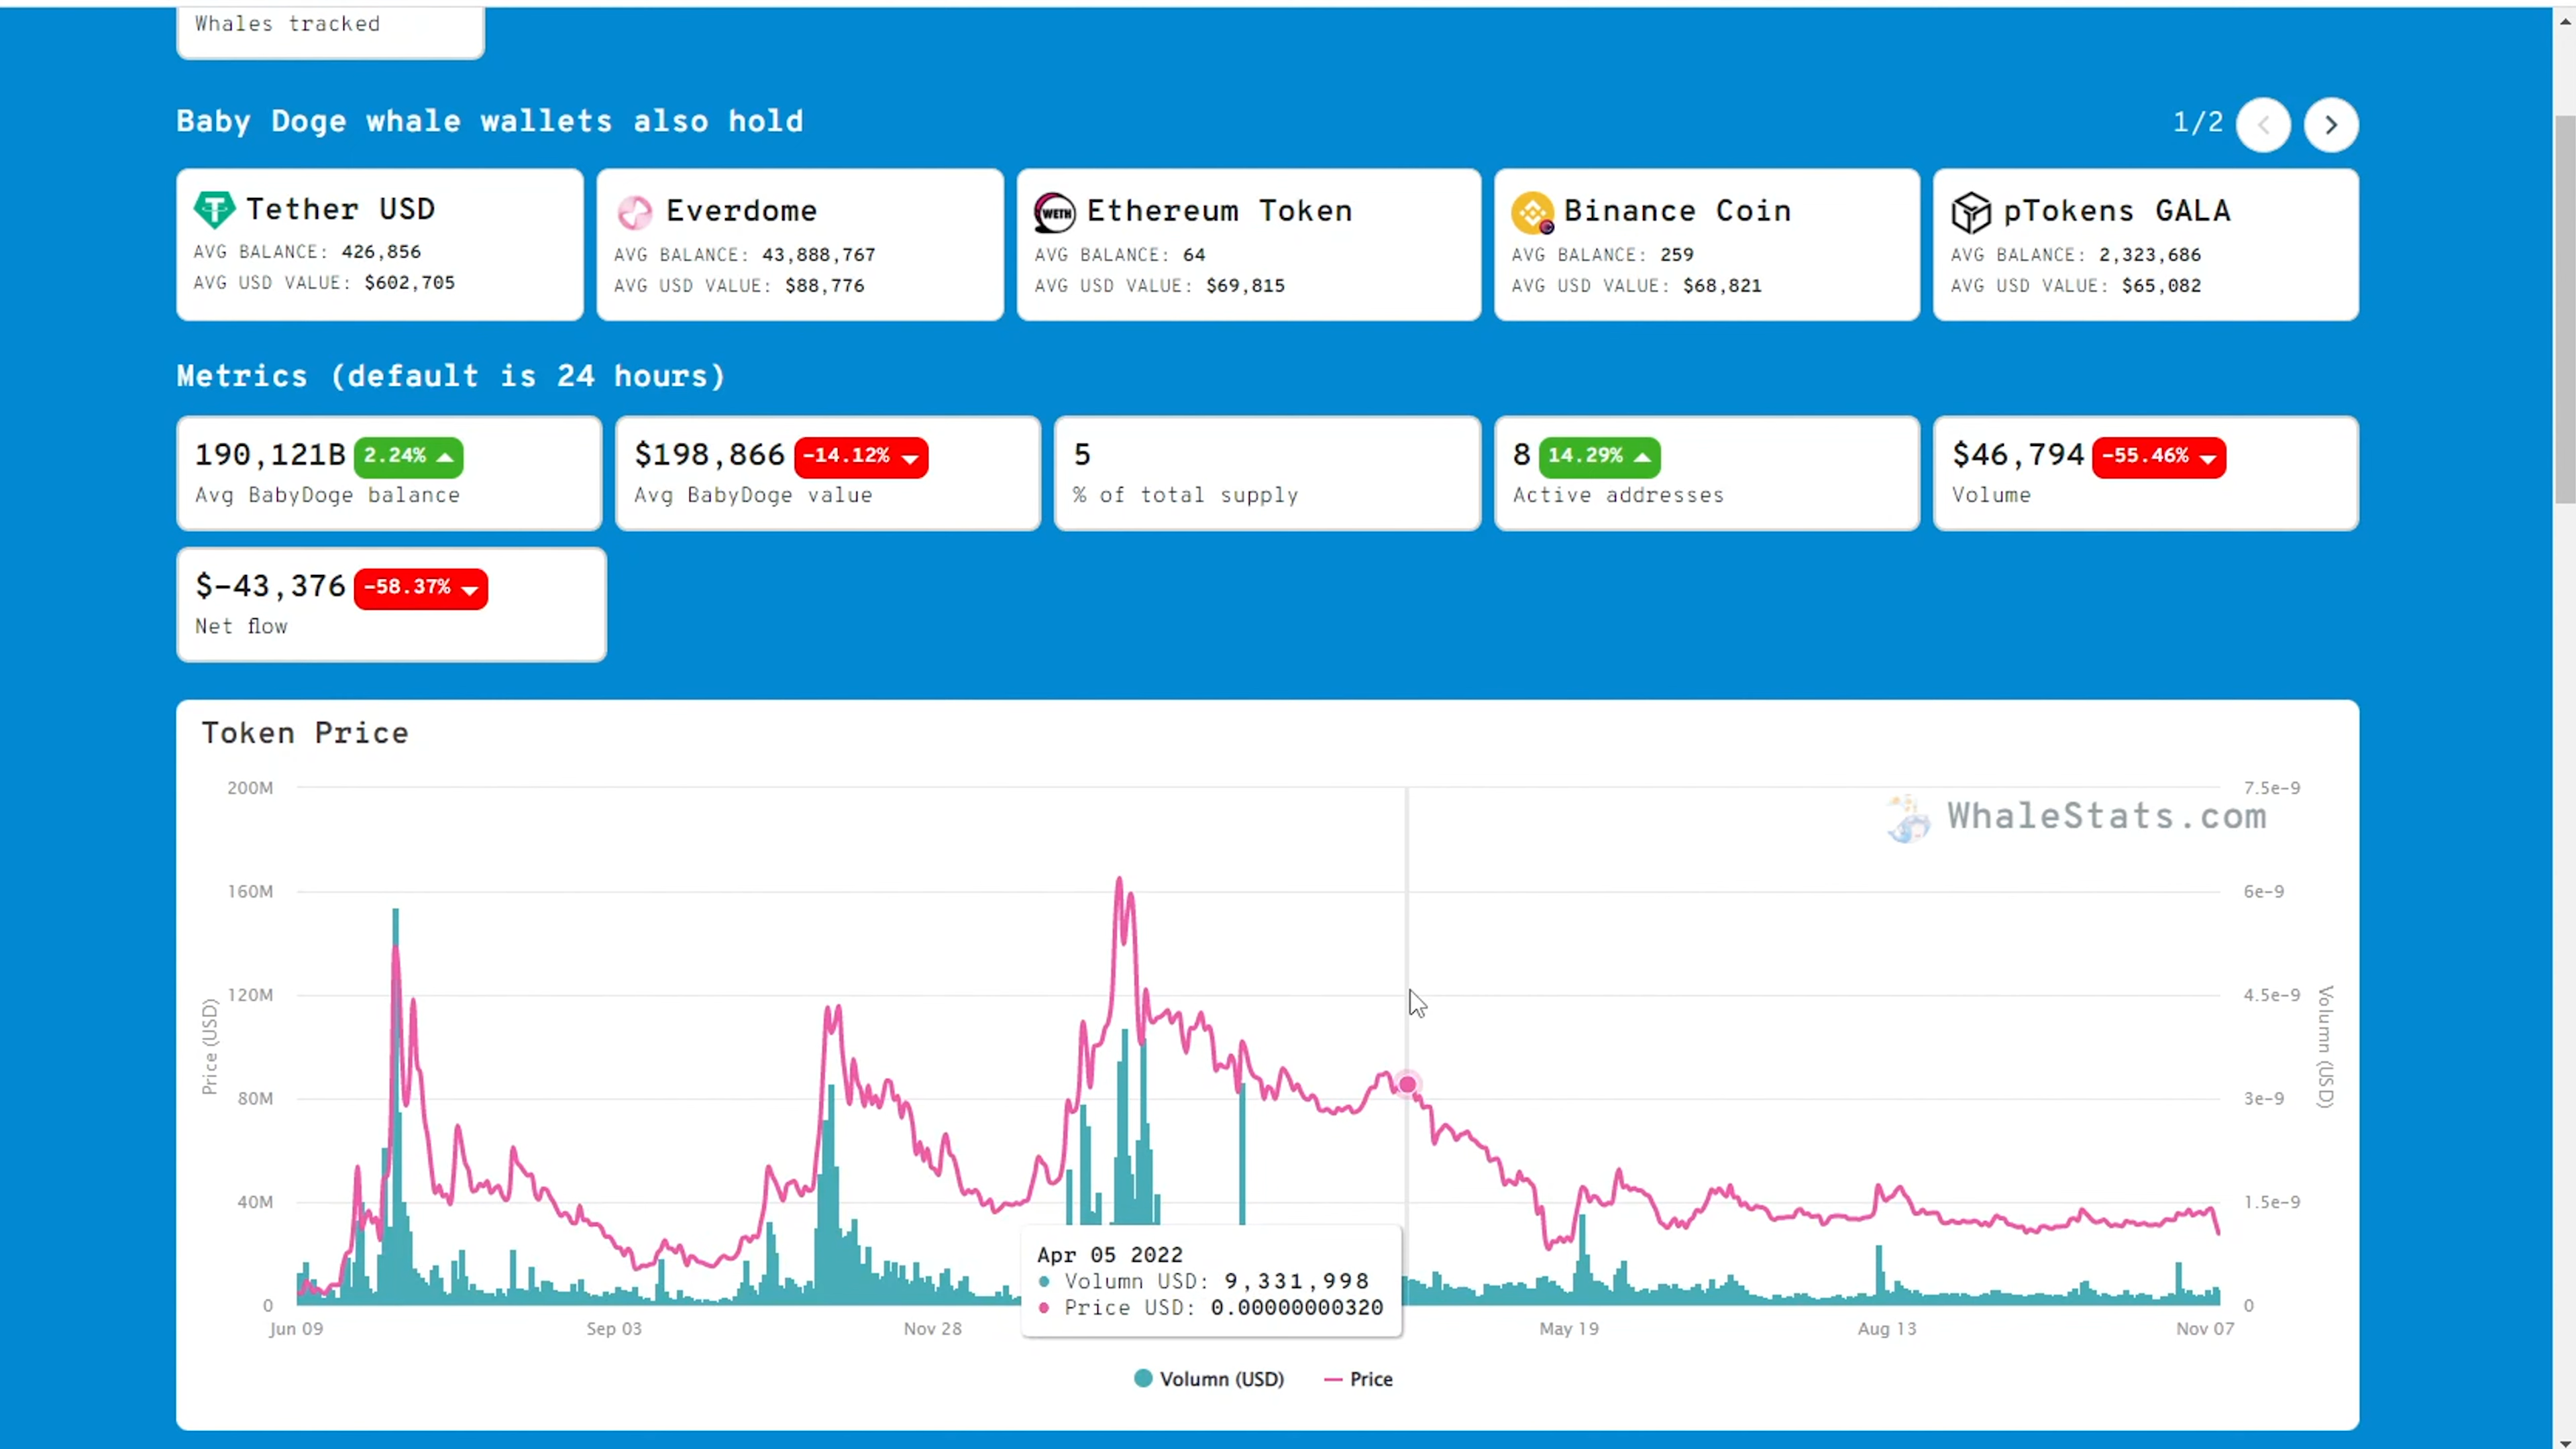 Whales tracked
Baby Doge whale wallets also hold
1/2
Tether USD
AVG BALANCE: 426,856
AVG USD VALUE: $602,705
Everdome
AVG BALANCE: 43,888,767
AVG USD VALUE: $88,776
WETH
Ethereum Token
AVG BALANCE: 64
AVG USD VALUE: $69,815
Binance Coin
AVG BALANCE: 259
AVG USD VALUE: $68,821
pTokens GALA
AVG BALANCE: 2,323,686
AVG USD VALUE: $65,082
Metrics (default is 24 hours)
190,121B 2.24%
Avg BabyDoge balance
$198,866 -14.12%
Avg BabyDoge value
5
% of total supply
8 14.29%
Active addresses
$46,794 -55.46%
Volume
$-43,376 -58.37%
Net flow
Token Price
WhaleStats.com
200M
160M
120M
80M
40M
0
Price (USD)
7.5e-9
6e-9
4.5e-9
3e-9
1.5e-9
0
Volumn (USD)
Apr 05 2022
Volumn USD: 9,331,998
Price USD: 0.00000000320
Jun 09
Sep 03
Nov 28
May 19
Aug 13
Nov 07
Volumn (USD)
Price